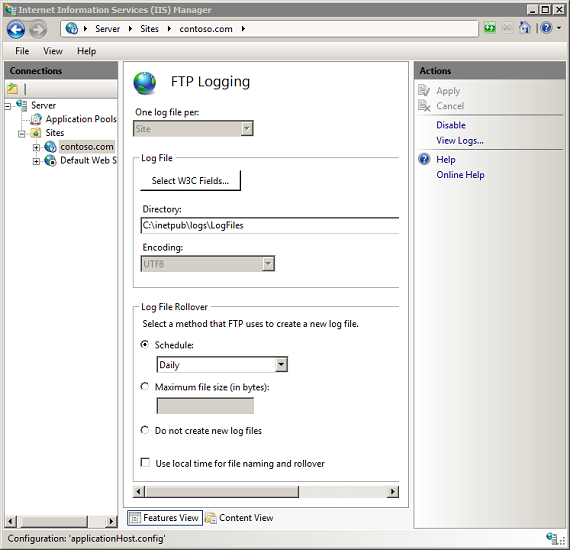 Internet Information Services (IIS) Manager
Server
Sites
contoso.com
File View Help
Connections
Server
Application Pools
Sites
contoso.com
Default Web S
FTP Logging
One log file per:
Site
Log File
Select W3C Fields...
Directory:
C:\inetpub\logs\LogFiles
Encoding:
UTF8
Log File Rollover
Select a method that FTP uses to create a new log file.
Schedule:
Daily
Maximum file size (in bytes):
Do not create new log files
Use local time for file naming and rollover
Features View
Content View
Actions
Apply
Cancel
Disable
View Logs...
Help
Online Help
Configuration: 'applicationHost.config'